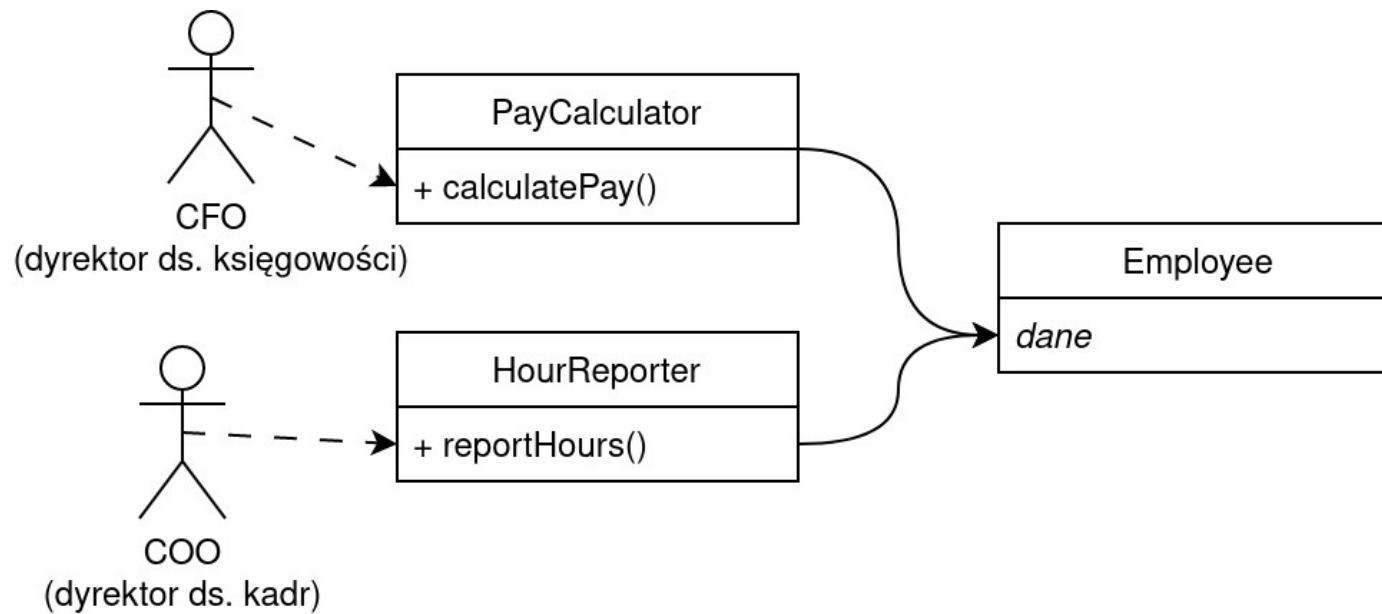 PayCalculator
+ calculatePay()
CFO
(dyrektor ds. księgowości)
Employee
dane
HourReporter
+ reportHours()
COO
(dyrektor ds. kadr)